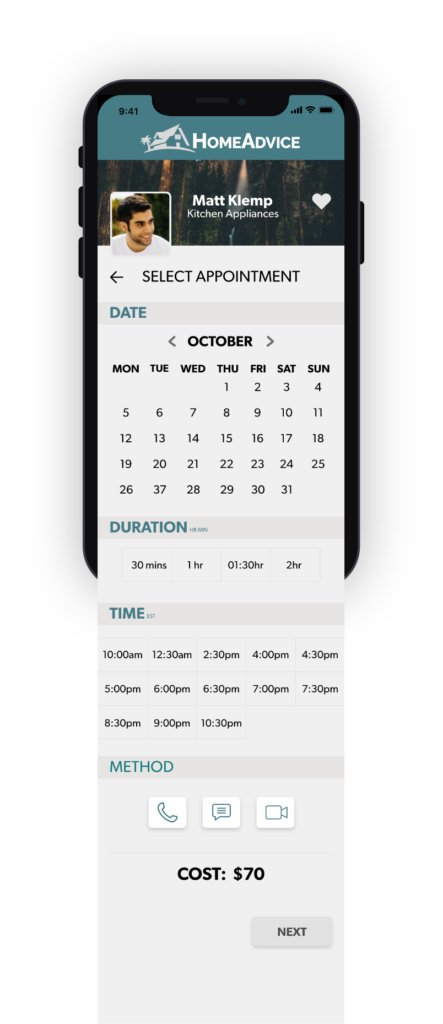 9:41
HOMEADVICE
Matt Klemp
Kitchen Appliances
SELECT APPOINTMENT
DATE
OCTOBER
MON TUE WED THU FRI SAT SUN
1 2 3 4
5 6 7 8 9 10 11
12 13 14 15 16 17 18
19 20 21 22 23 24 25
26 37 28 29 30 31
DURATION HR:MIN
30 mins 1 hr 01:30hr 2hr
TIME EST
10:00am 12:30am 2:30pm 4:00pm 4:30pm
5:00pm 6:00pm 6:30pm 7:00pm 7:30pm
8:30pm 9:00pm 10:30pm
METHOD
COST: $70
NEXT